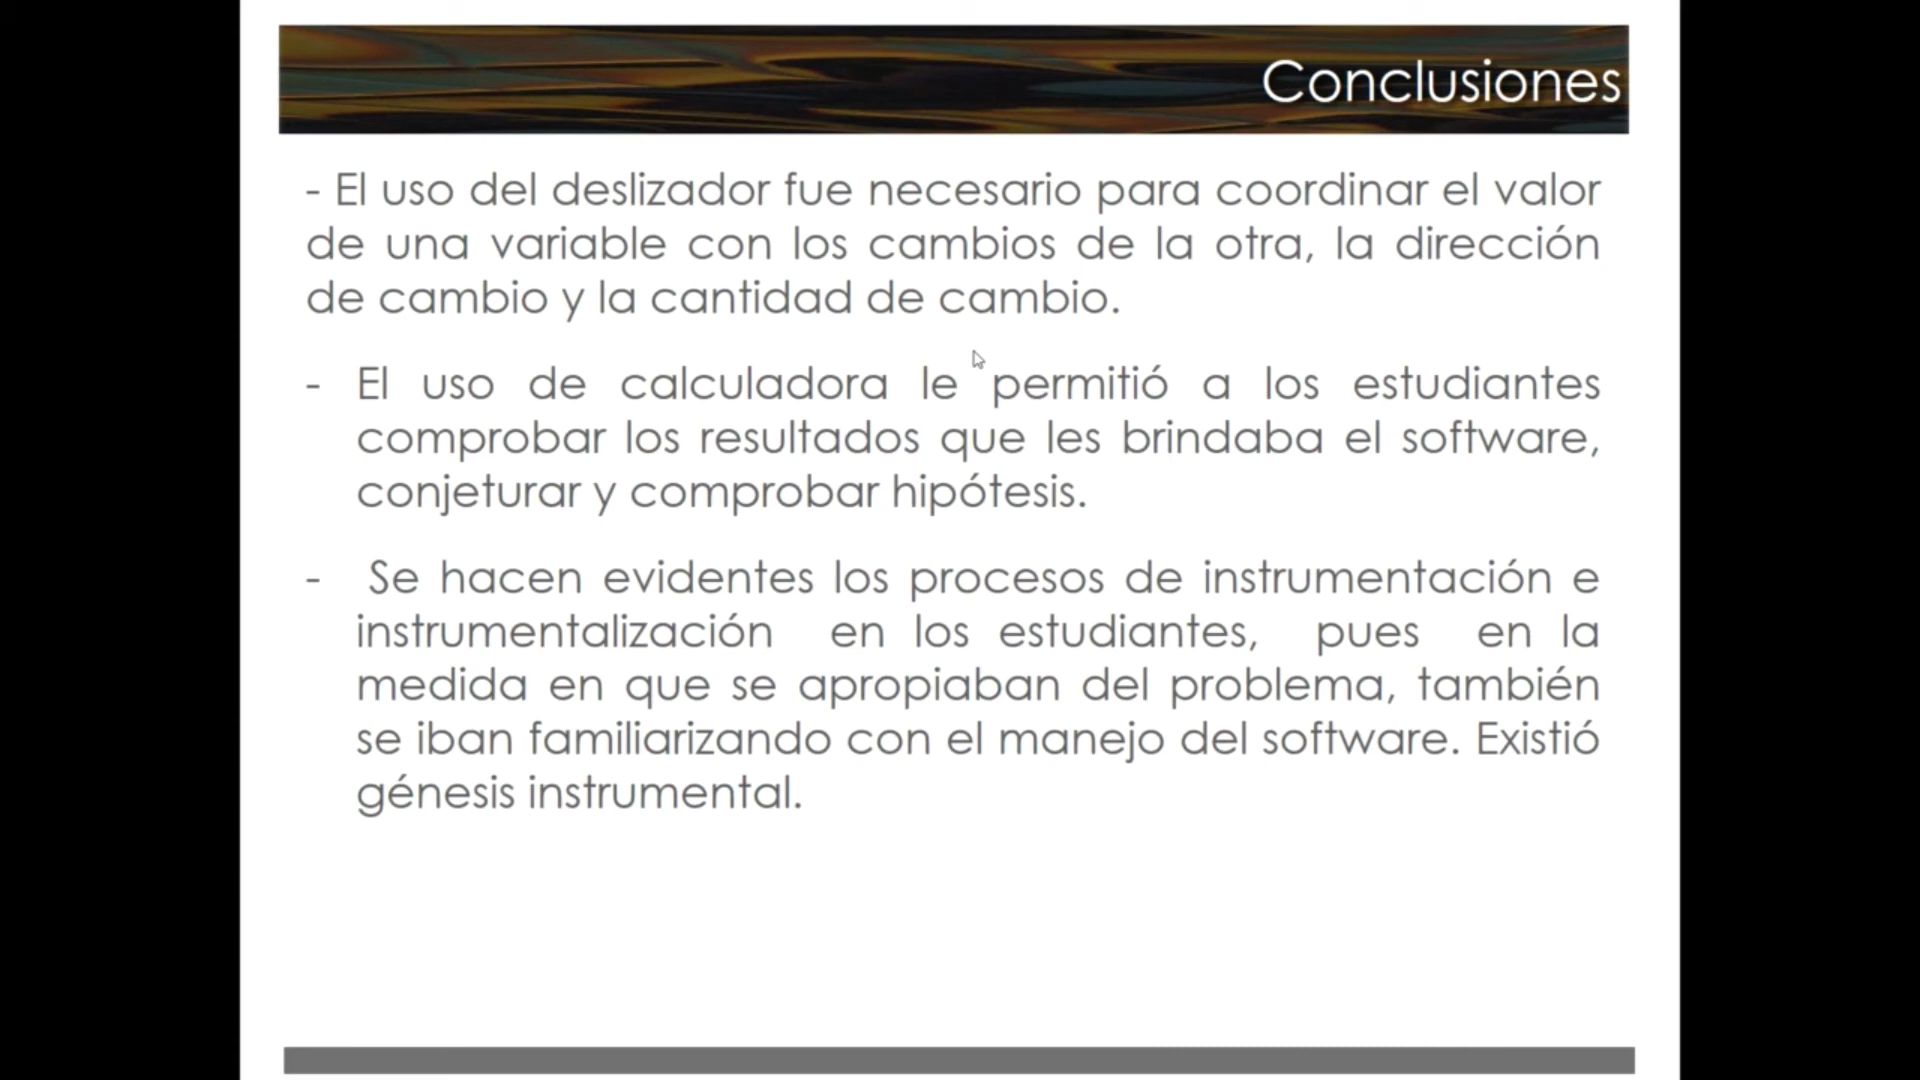 Conclusiones
- El uso del deslizador fue necesario para coordinar el valor
de una variable con los cambios de la otra, la dirección
de cambio y la cantidad de cambio.
- El uso de calculadora le permitió a los estudiantes
comprobar los resultados que les brindaba el software,
conjeturar y comprobar hipótesis.
- Se hacen evidentes los procesos de instrumentación e
instrumentalización en los estudiantes, pues en la
medida en que se apropiaban del problema, también
se iban familiarizando con el manejo del software. Existió
génesis instrumental.